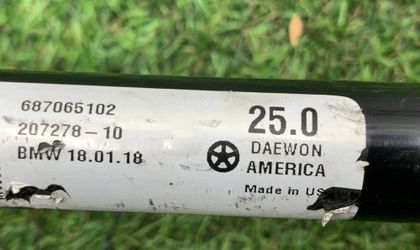 687065102
207278-10
BMW 18.01.18
25.0
DAEWON
AMERICA
Made in US